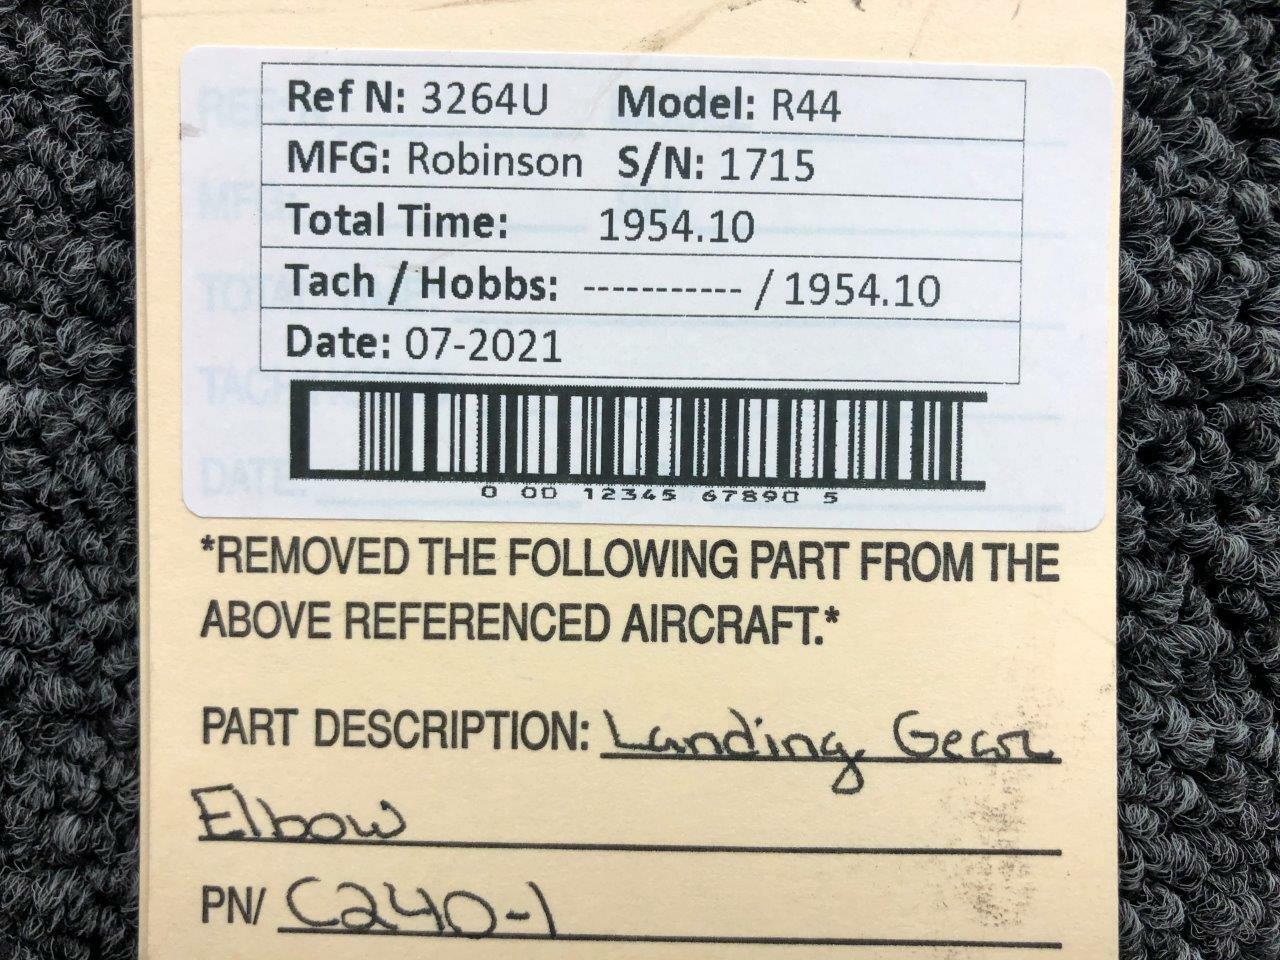 Ref N: 3264U Model: R44
MFG: Robinson S/N: 1715
Total Time: 1954.10
Tach / Hobbs: ----------- / 1954.10
Date: 07-2021
0 00 12345 67890 5
*REMOVED THE FOLLOWING PART FROM THE
ABOVE REFERENCED AIRCRAFT.*
PART DESCRIPTION: Landing Gear
Elbow
PN/ C240-1